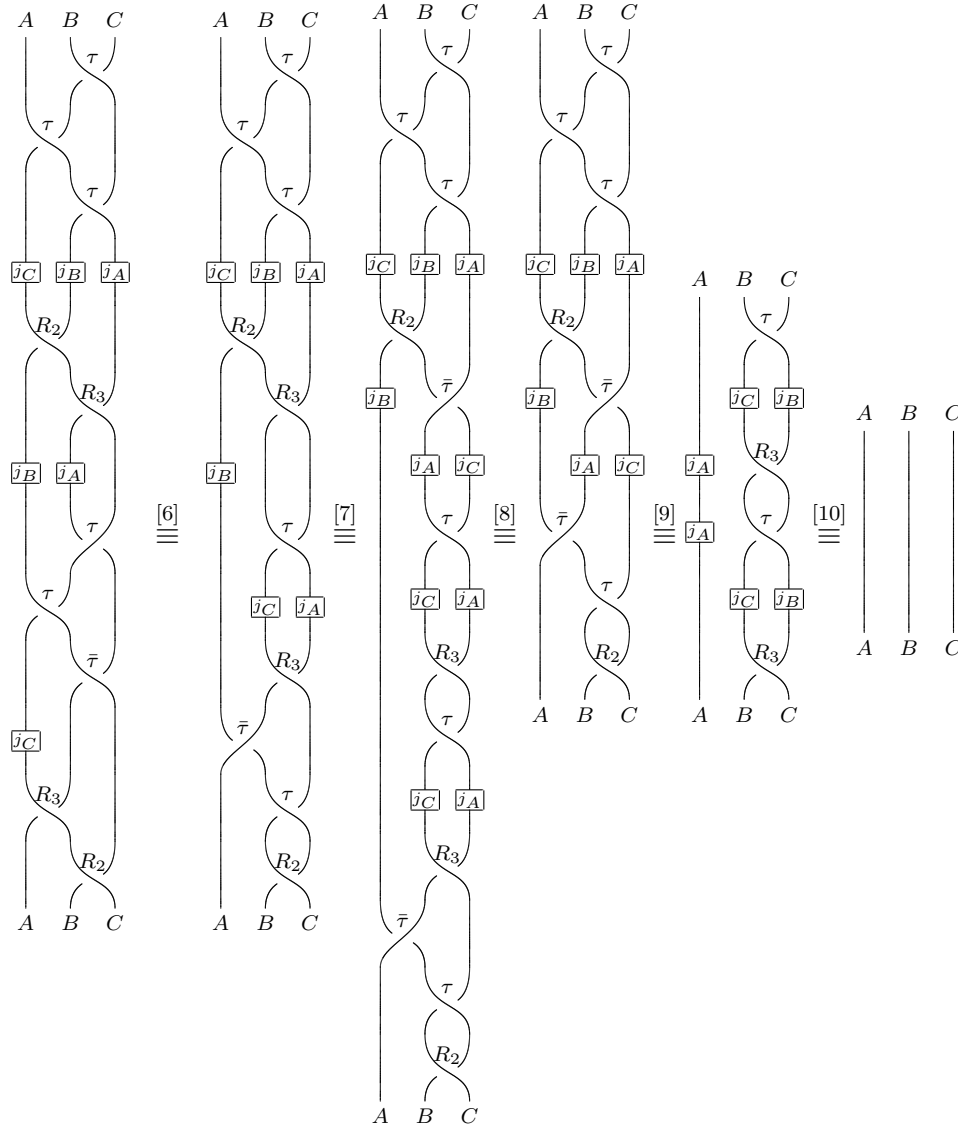 A B C
τ
τ
τ
j_C j_B j_A
R_2
R_3
j_B j_A
τ
τ
τ̄
j_C
R_3
R_2
A B C
[6]
≡
A B C
τ
τ
τ
j_C j_B j_A
R_2
R_3
j_B
τ
j_C j_A
R_3
τ̄
τ
R_2
A B C
[7]
≡
A B C
τ
τ
τ
j_C j_B j_A
R_2
τ̄
j_B
j_A j_C
τ
j_C j_A
R_3
τ
j_C j_A
R_3
τ̄
τ
R_2
A B C
[8]
≡
A B C
τ
τ
τ
j_C j_B j_A
R_2
τ̄
j_B
j_A j_C
τ̄
τ
R_2
A B C
[9]
≡
A B C
τ
j_C j_B
R_3
j_A
τ
j_A
j_C j_B
R_3
A B C
[10]
≡
A B C
A B C